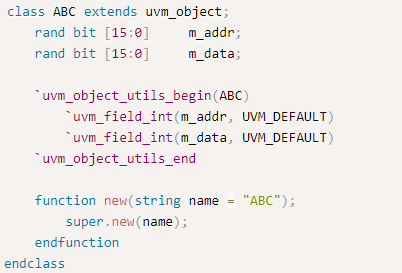 class ABC extends uvm_object;
rand bit [15:0] m_addr;
rand bit [15:0] m_data;
`uvm_object_utils_begin(ABC)
`uvm_field_int(m_addr, UVM_DEFAULT)
`uvm_field_int(m_data, UVM_DEFAULT)
`uvm_object_utils_end
function new(string name = "ABC");
super.new(name);
endfunction
endclass